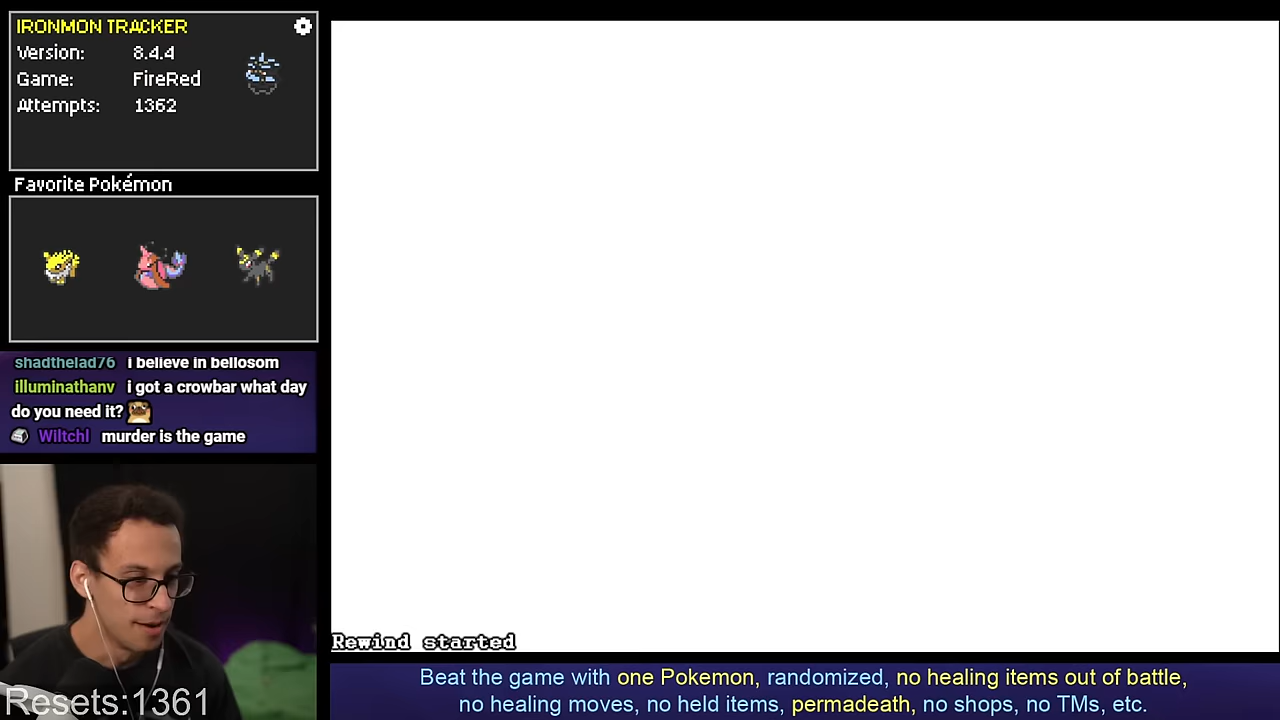 IRONMON TRACKER
Version: 8.4.4
Game: FireRed
Attempts: 1362
Favorite Pokémon
shadthelad76 i believe in bellosom
illuminathanv i got a crowbar what day
do you need it?
Wiltchl murder is the game
Resets:1361
Rewind started
Beat the game with one Pokemon, randomized, no healing items out of battle,
no healing moves, no held items, permadeath, no shops, no TMs, etc.